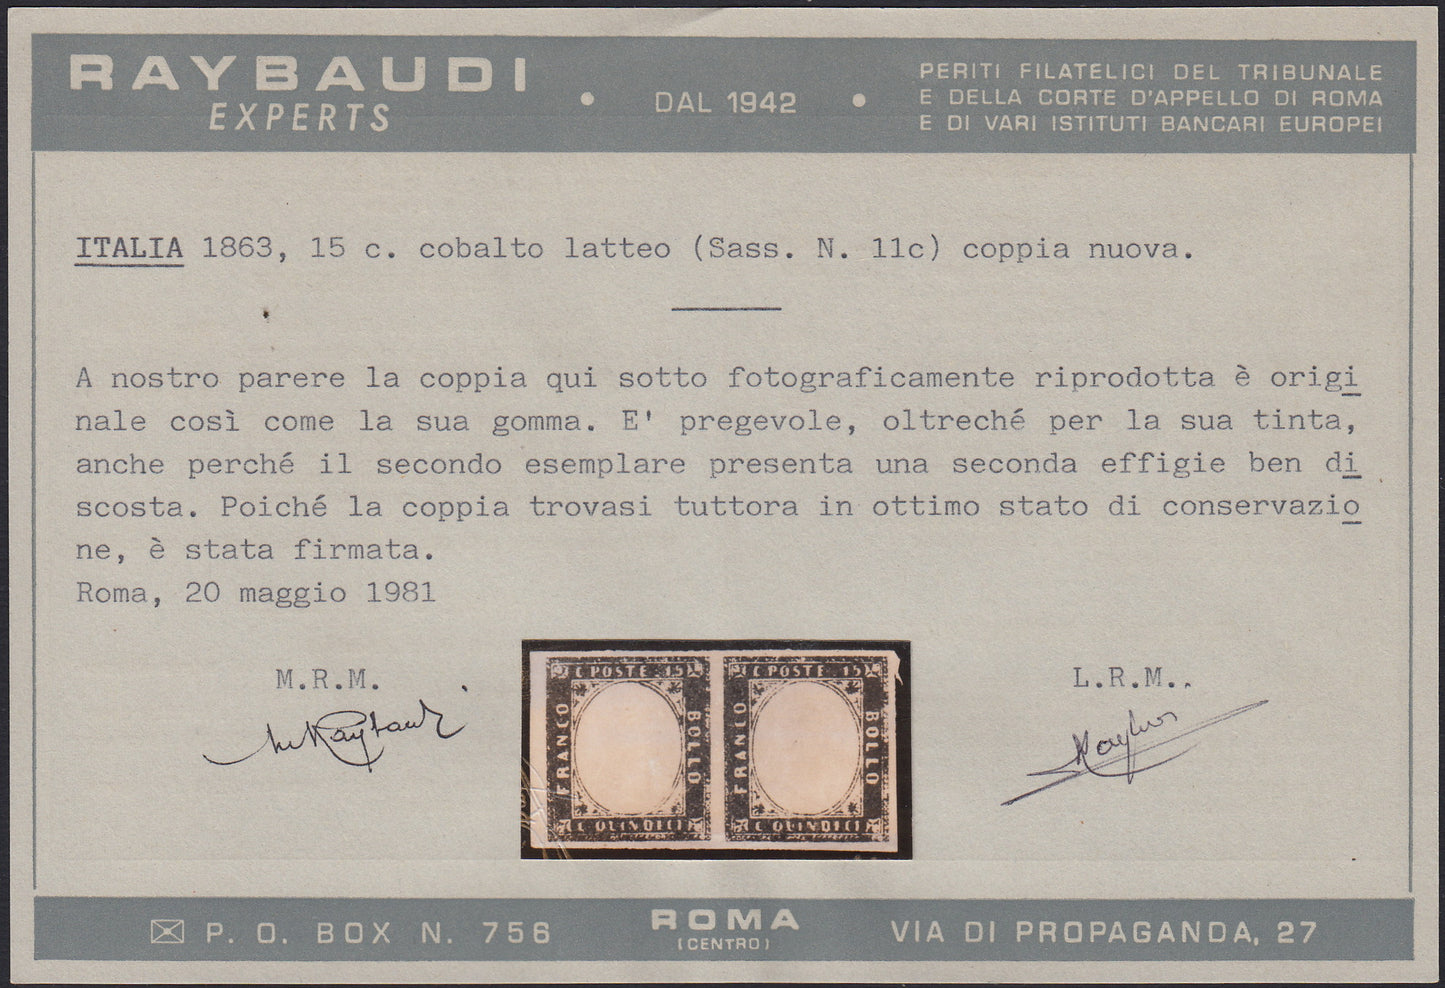 RAYBAUDI
EXPERTS
• DAL 1942 •
PERITI FILATELICI DEL TRIBUNALE
E DELLA CORTE D'APPELLO DI ROMA
E DI VARI ISTITUTI BANCARI EUROPEI
ITALIA 1863, 15 c. cobalto latteo (Sass. N. 11c) coppia nuova.
A nostro parere la coppia qui sotto fotograficamente riprodotta è origi
nale così come la sua gomma. E' pregevole, oltreché per la sua tinta,
anche perché il secondo esemplare presenta una seconda effigie ben di
scosta. Poiché la coppia trovasi tuttora in ottimo stato di conservazio
ne, è stata firmata.
Roma, 20 maggio 1981
M.R.M.
L.R.M..
C POSTE 15
FRANCO
BOLLO
C QUINDICI
C POSTE 15
FRANCO
BOLLO
C QUINDICI
P. O. BOX N. 756
ROMA
(CENTRO)
VIA DI PROPAGANDA, 27